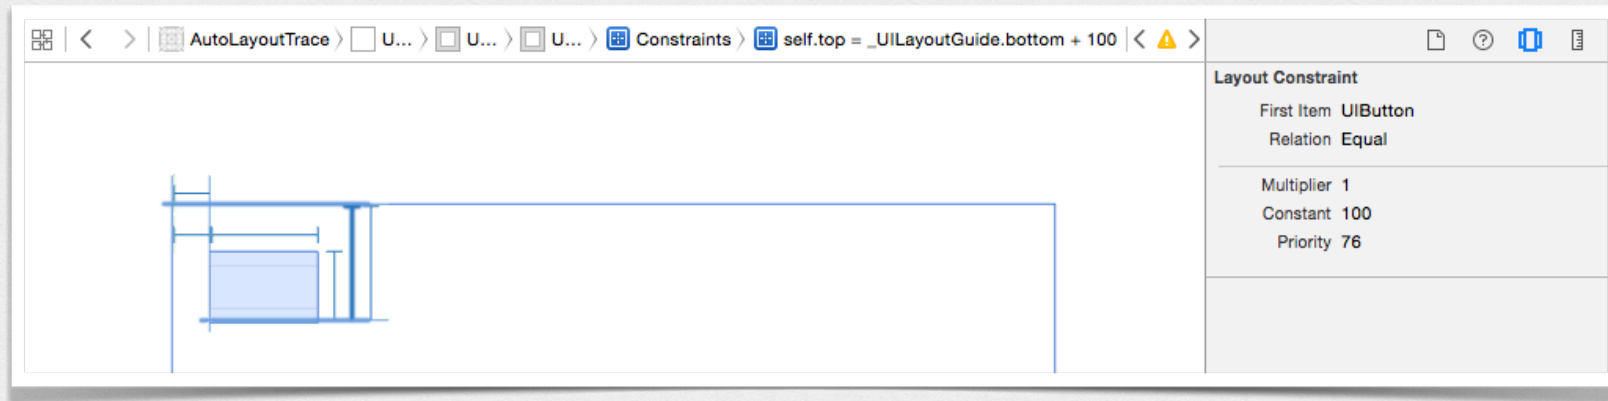 AutoLayoutTrace U... U... U... Constraints self.top = _UILayoutGuide.bottom + 100
Layout Constraint
First Item UIButton
Relation Equal
Multiplier 1
Constant 100
Priority 76